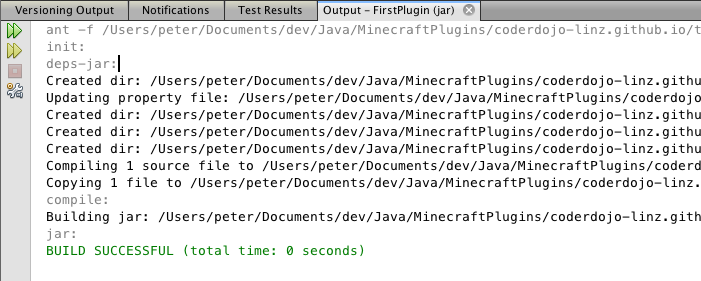 Versioning Output Notifications Test Results Output – FirstPlugin (jar)
ant -f /Users/peter/Documents/dev/Java/MinecraftPlugins/coderdojo-linz.github.io/t
init:
deps-jar:
Created dir: /Users/peter/Documents/dev/Java/MinecraftPlugins/coderdojo-linz.githu
Updating property file: /Users/peter/Documents/dev/Java/MinecraftPlugins/coderdojo
Created dir: /Users/peter/Documents/dev/Java/MinecraftPlugins/coderdojo-linz.githu
Created dir: /Users/peter/Documents/dev/Java/MinecraftPlugins/coderdojo-linz.githu
Created dir: /Users/peter/Documents/dev/Java/MinecraftPlugins/coderdojo-linz.githu
Compiling 1 source file to /Users/peter/Documents/dev/Java/MinecraftPlugins/coderd
Copying 1 file to /Users/peter/Documents/dev/Java/MinecraftPlugins/coderdojo-linz.
compile:
Building jar: /Users/peter/Documents/dev/Java/MinecraftPlugins/coderdojo-linz.gith
jar:
BUILD SUCCESSFUL (total time: 0 seconds)